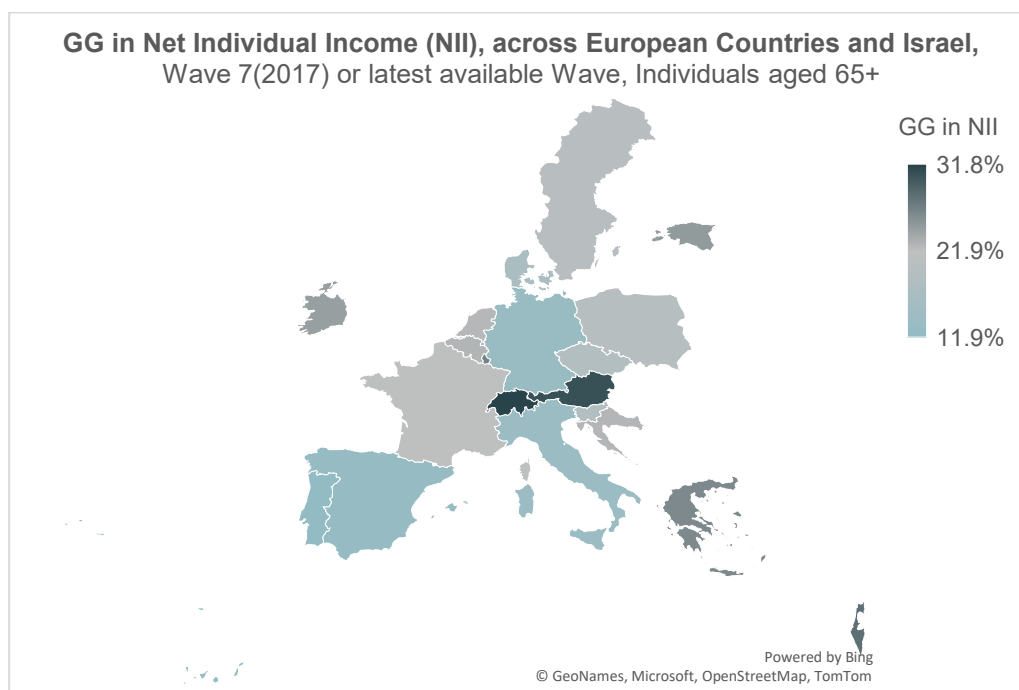 GG in Net Individual Income (NII), across European Countries and Israel,
Wave 7(2017) or latest available Wave, Individuals aged 65+
GG in NII
31.8%
21.9%
11.9%
Powered by Bing
© GeoNames, Microsoft, OpenStreetMap, TomTom